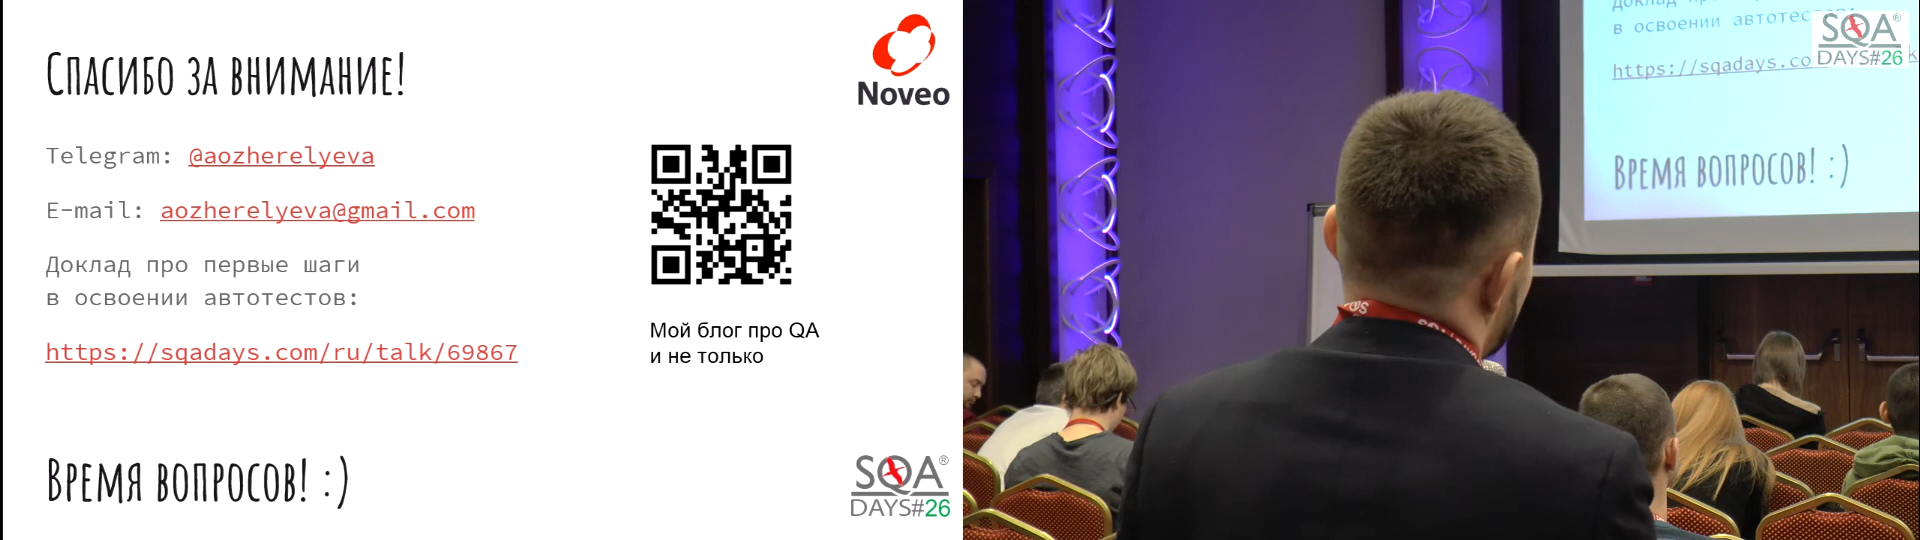 Спасибо за внимание!
Noveo
Telegram: @aozherelyeva
E-mail: aozherelyeva@gmail.com
Доклад про первые шаги
в освоении автотестов:
https://sqadays.com/ru/talk/69867
Мой блог про QA
и не только
Время вопросов! :)
SQA®
DAYS#26
в освоении автотестов:
https://sqadays.co
Время вопросов! :)
SQA®
DAYS#26